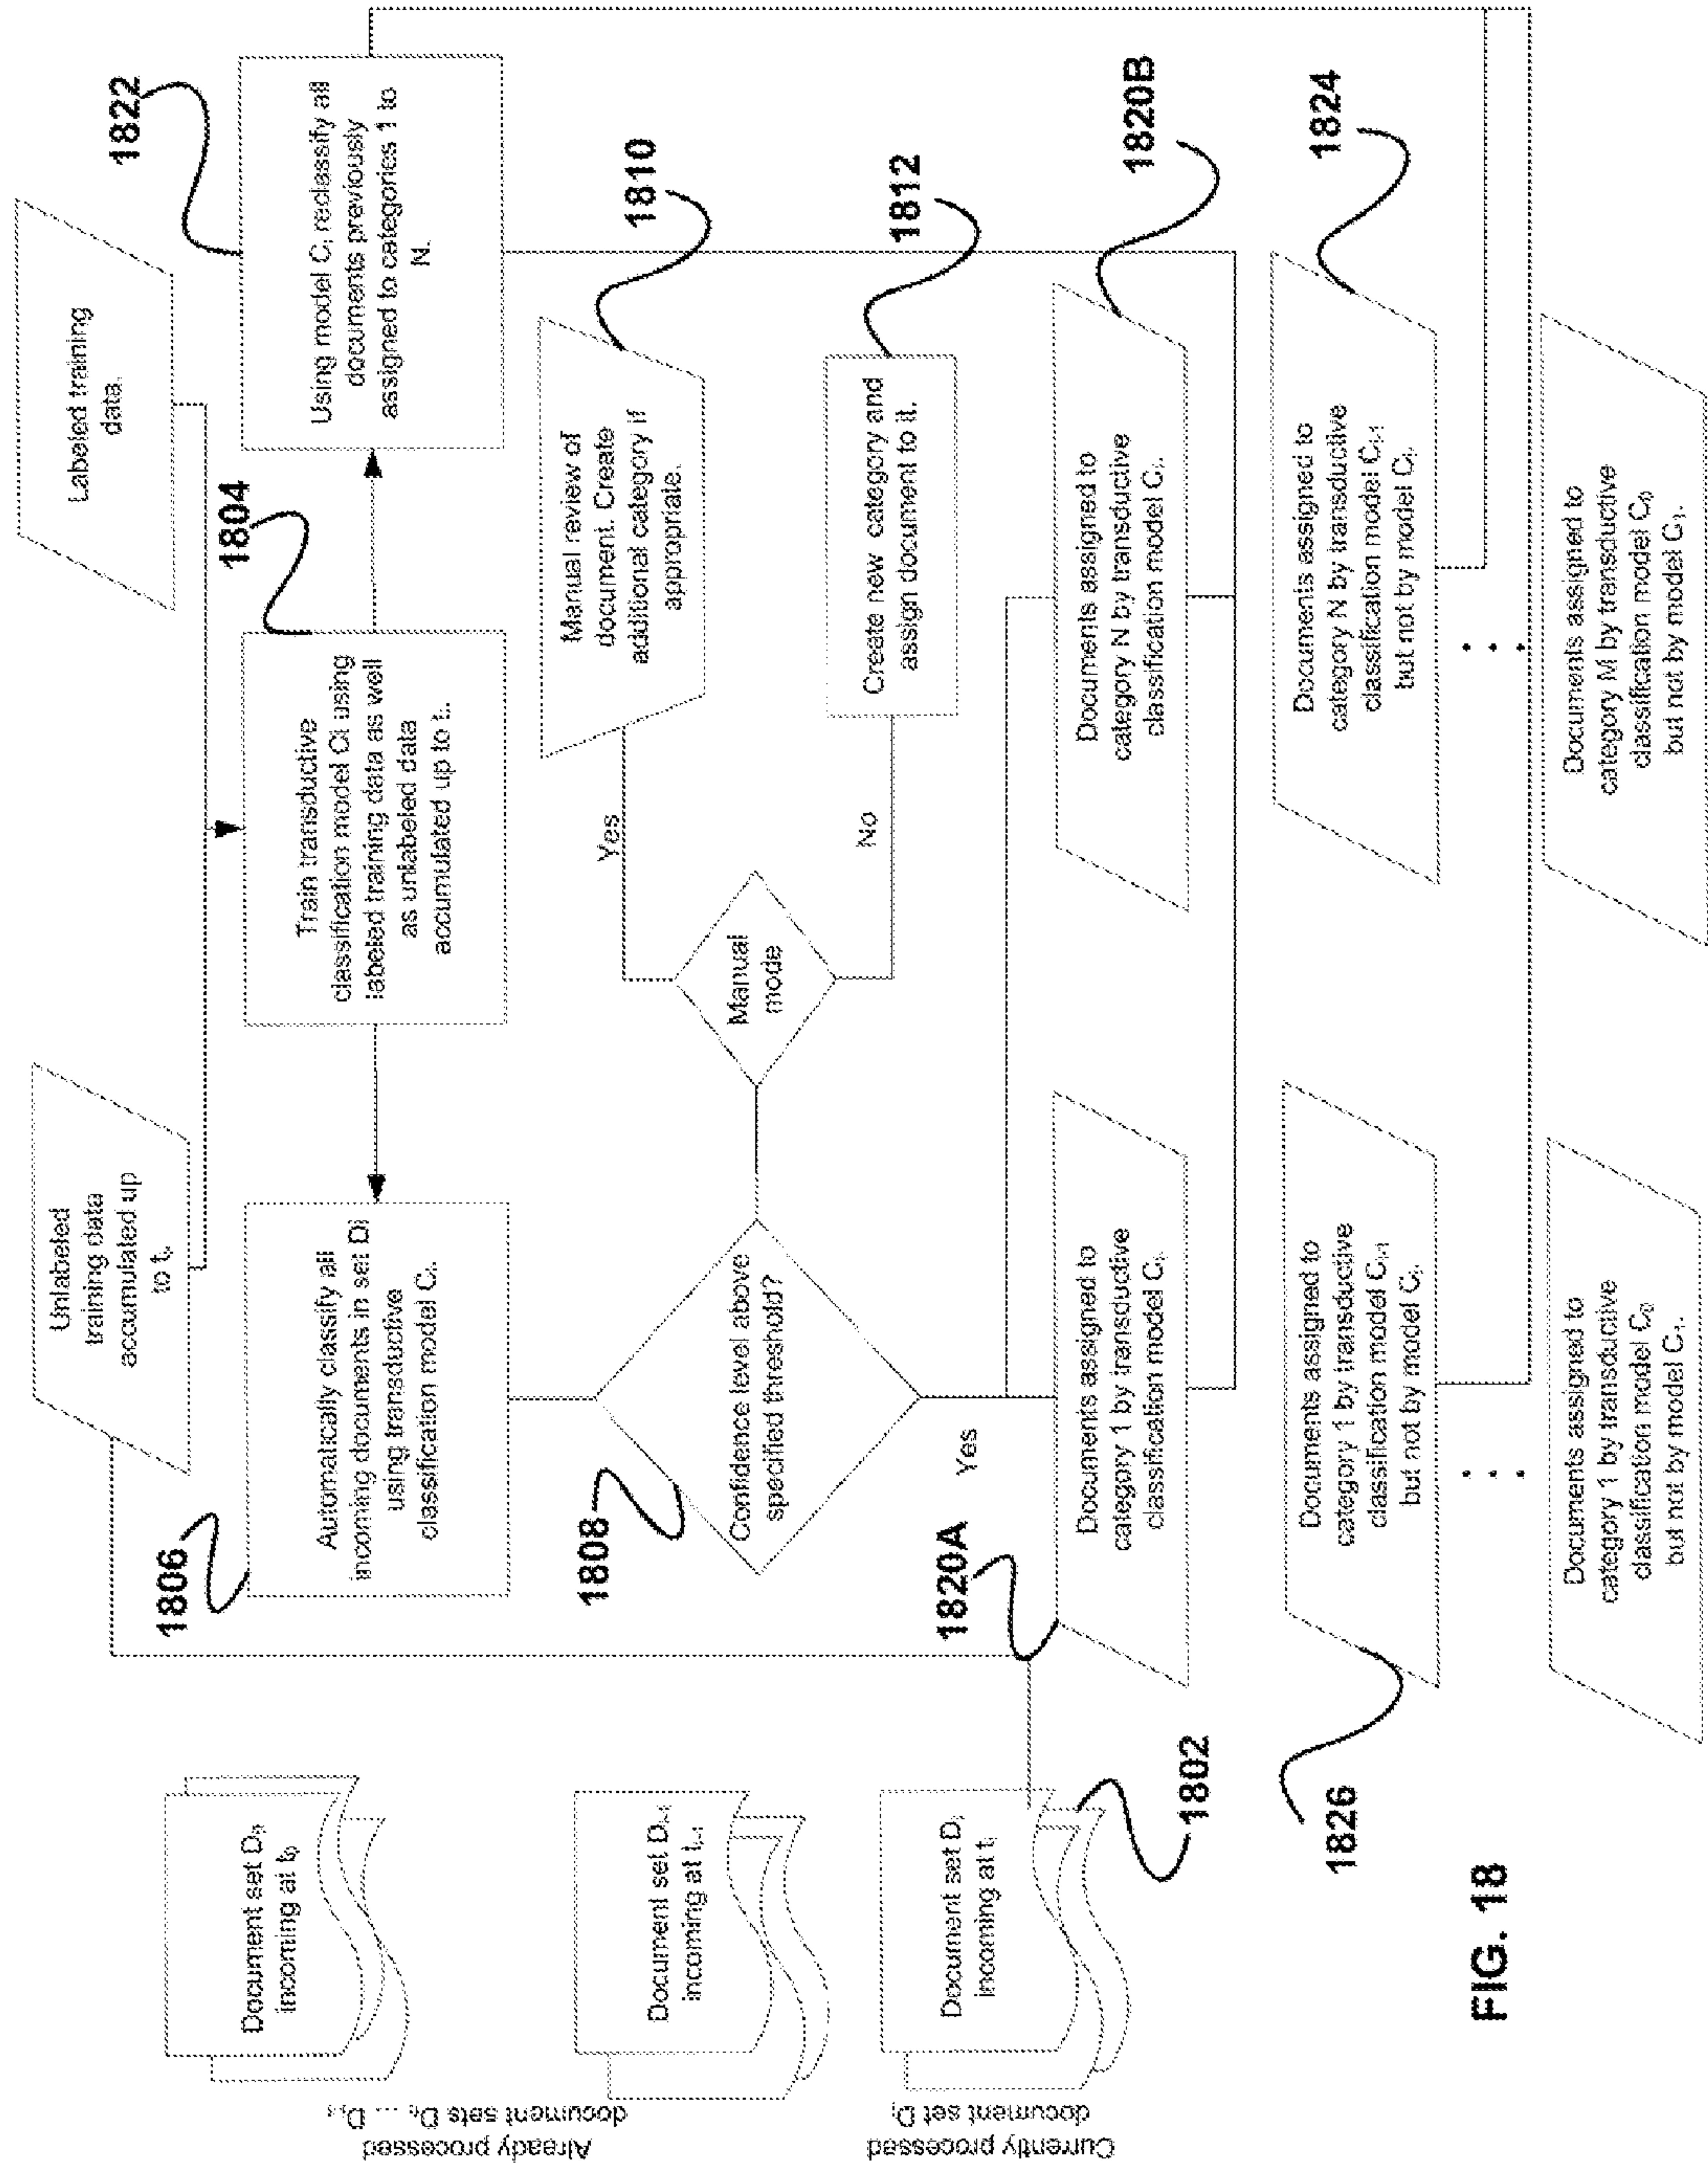 Unlabeled
training data
accumulated up
to tᵢ.
Labeled training
data.
1806
Automatically classify all
incoming documents in set Di
using transductive
classification model Cᵢ.
1804
Train transductive
classification model Ci using
labeled training data as well
as unlabeled data
accumulated up to tᵢ.
1822
Using model Cᵢ reclassify all
documents previously
assigned to categories 1 to
N.
Already processed
document sets D₀, ... Dᵢ₋₁
Document set D₀
incoming at t₀
Document set Dᵢ₋₁
incoming at tᵢ₋₁
Currently processed
document set Dᵢ
Document set Dᵢ
incoming at tᵢ
1802
1808
Confidence level above
specified threshold?
Yes
Manual
mode
Yes
No
Manual review of
document. Create
additional category if
appropriate.
1810
Create new category and
assign document to it.
1812
1820A
Documents assigned to
category 1 by transductive
classification model Cᵢ.
Documents assigned to
category N by transductive
classification model Cᵢ.
1820B
1826
Documents assigned to
category 1 by transductive
classification model Cᵢ₋₁
but not by model Cᵢ.
Documents assigned to
category N by transductive
classification model Cᵢ₋₁
but not by model Cᵢ.
1824
Documents assigned to
category 1 by transductive
classification model C₀
but not by model C₁.
Documents assigned to
category M by transductive
classification model C₀
but not by model C₁.
FIG. 18